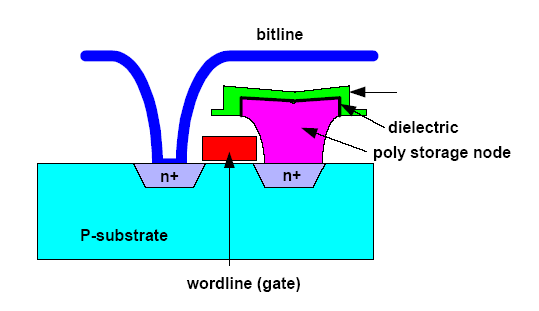 bitline
dielectric
poly storage node
n+
n+
P-substrate
wordline (gate)